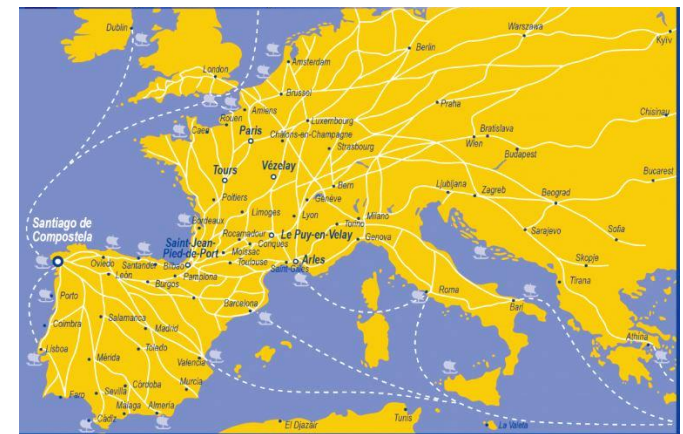 Dublin
Warszawa
Kyiv
Berlin
Amsterdam
London
Brussel
Praha
Amiens
Rouen
Luxembourg
Chisinau
Caen
Paris
Châlons-en-Champagne
Bratislava
Wien
Strasbourg
Budapest
Tours
Vézelay
Bern
Ljubljana
Zagreb
Bucarest
Poitiers
Genève
Beograd
Limoges
Lyon
Milano
Torino
Santiago de
Compostela
Bordeaux
Rocamadour
Le Puy-en-Velay
Genova
Sarajevo
Sofia
Saint-Jean-
Pied-de-Port
Conques
Moissac
Oviedo
Santander
Bilbao
Toulouse
Saint-Gilles
Arles
Skopje
León
Pamplona
Burgos
Tirana
Roma
Porto
Barcelona
Bari
Salamanca
Coimbra
Madrid
Athina
Lisboa
Toledo
Mérida
Valencia
Córdoba
Murcia
Sevilla
Faro
Málaga
Almería
Cádiz
Tunis
El Djazair
La Valeta